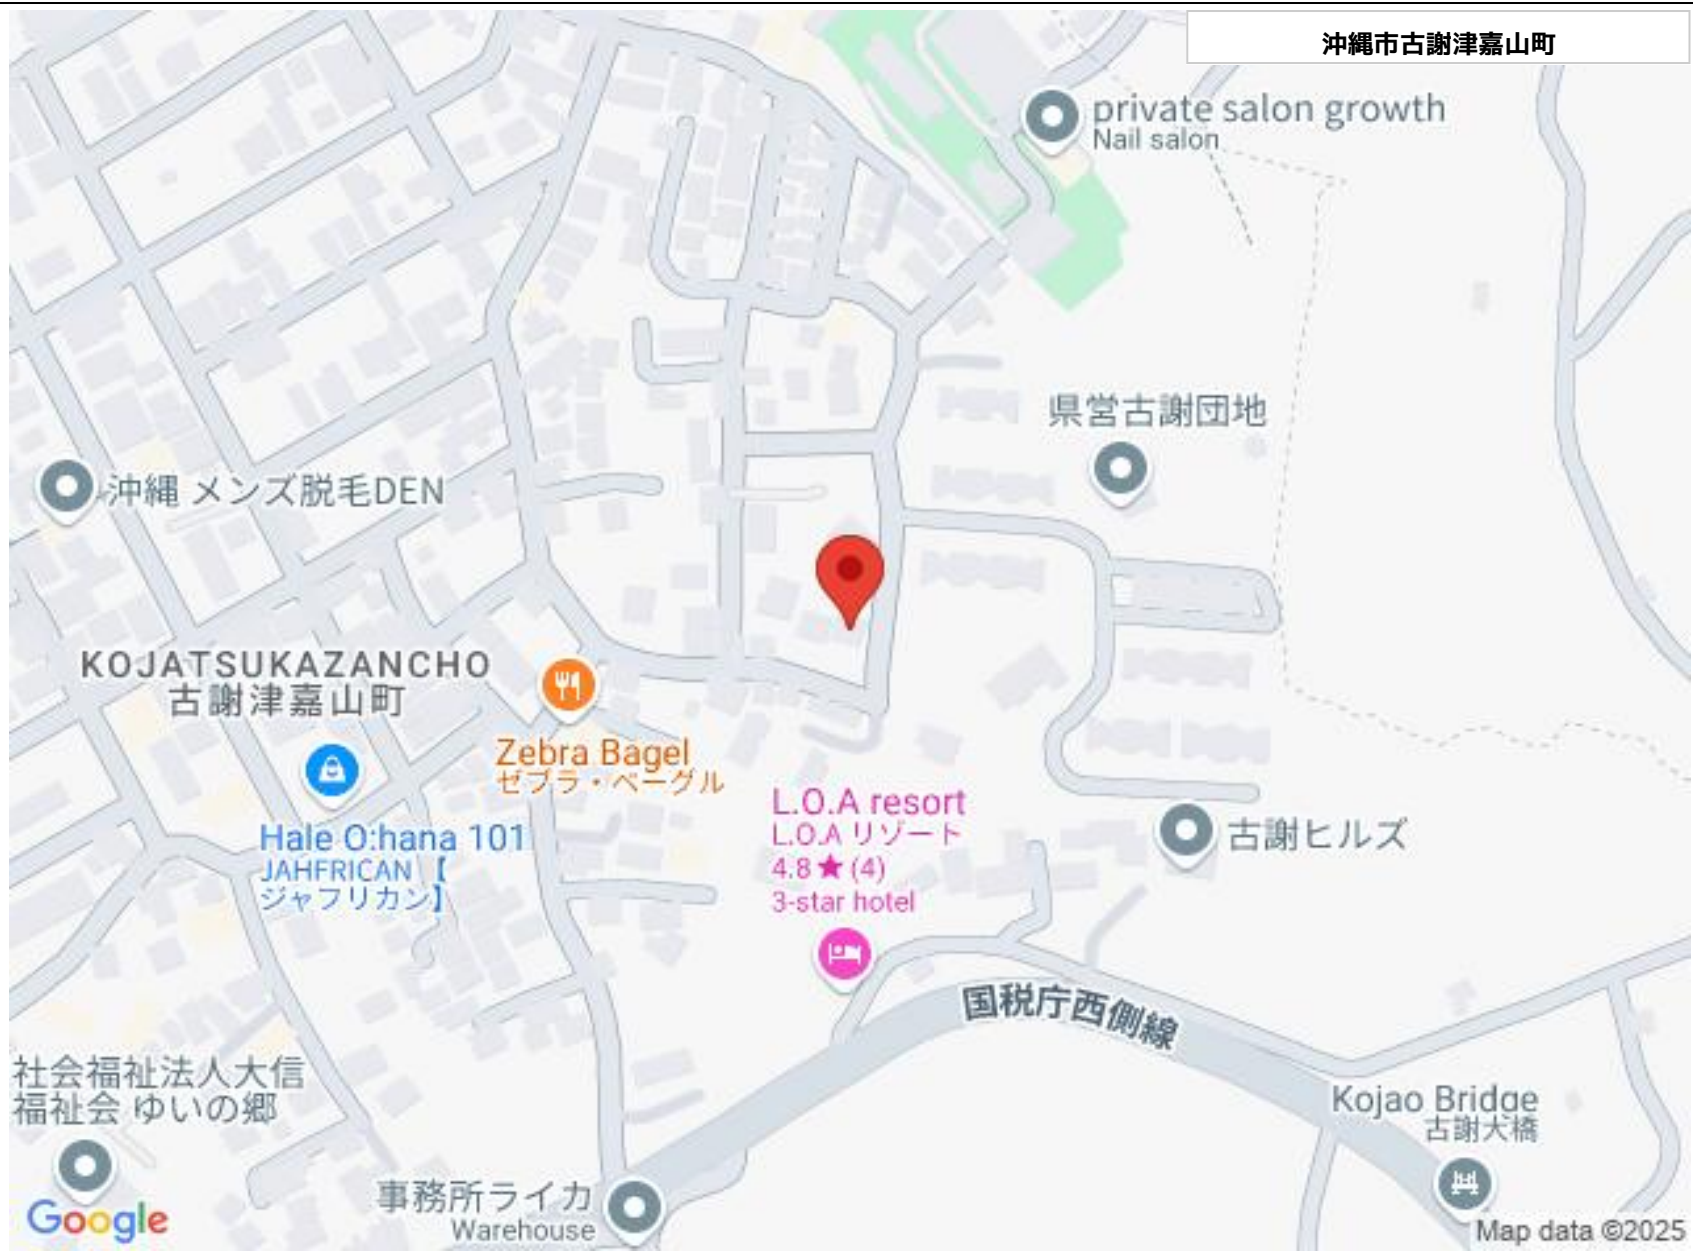 沖縄市古謝津嘉山町
private salon growth
Nail salon
県営古謝団地
沖縄 メンズ脱毛DEN
KOJATSUKAZANCHO
古謝津嘉山町
Zebra Bagel
ゼブラ・ベーグル
Hale O:hana 101
JAHFRICAN【
ジャフリカン】
L.O.A resort
L.O.A リゾート
4.8★(4)
3-star hotel
古謝ヒルズ
国税庁西側線
社会福祉法人大信
福祉会 ゆいの郷
Kojao Bridge
古謝大橋
事務所ライカ
Warehouse
Google
Map data ©2025